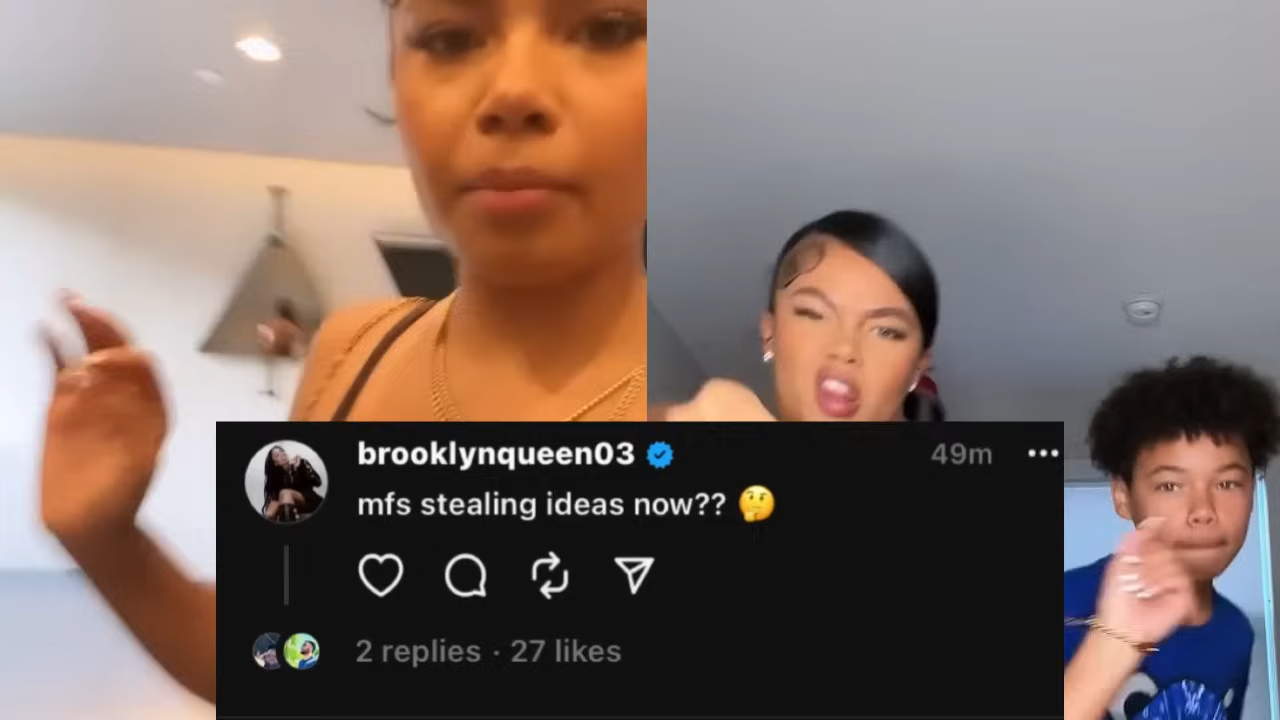 brooklynqueen03
49m
mfs stealing ideas now?? 🤔
2 replies · 27 likes